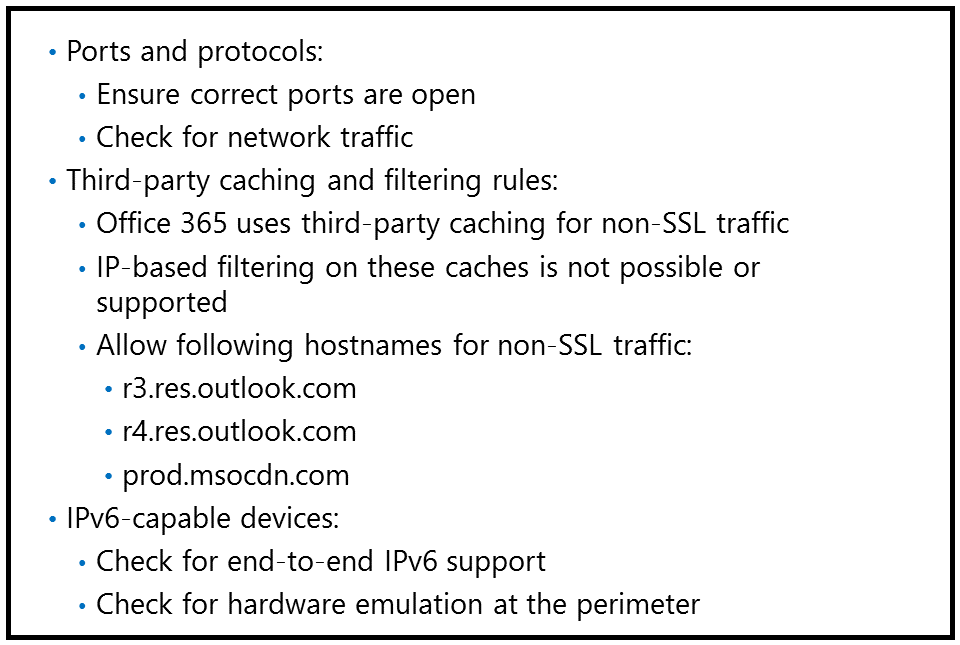 • Ports and protocols:
• Ensure correct ports are open
• Check for network traffic
• Third-party caching and filtering rules:
• Office 365 uses third-party caching for non-SSL traffic
• IP-based filtering on these caches is not possible or
supported
• Allow following hostnames for non-SSL traffic:
• r3.res.outlook.com
• r4.res.outlook.com
• prod.msocdn.com
• IPv6-capable devices:
• Check for end-to-end IPv6 support
• Check for hardware emulation at the perimeter